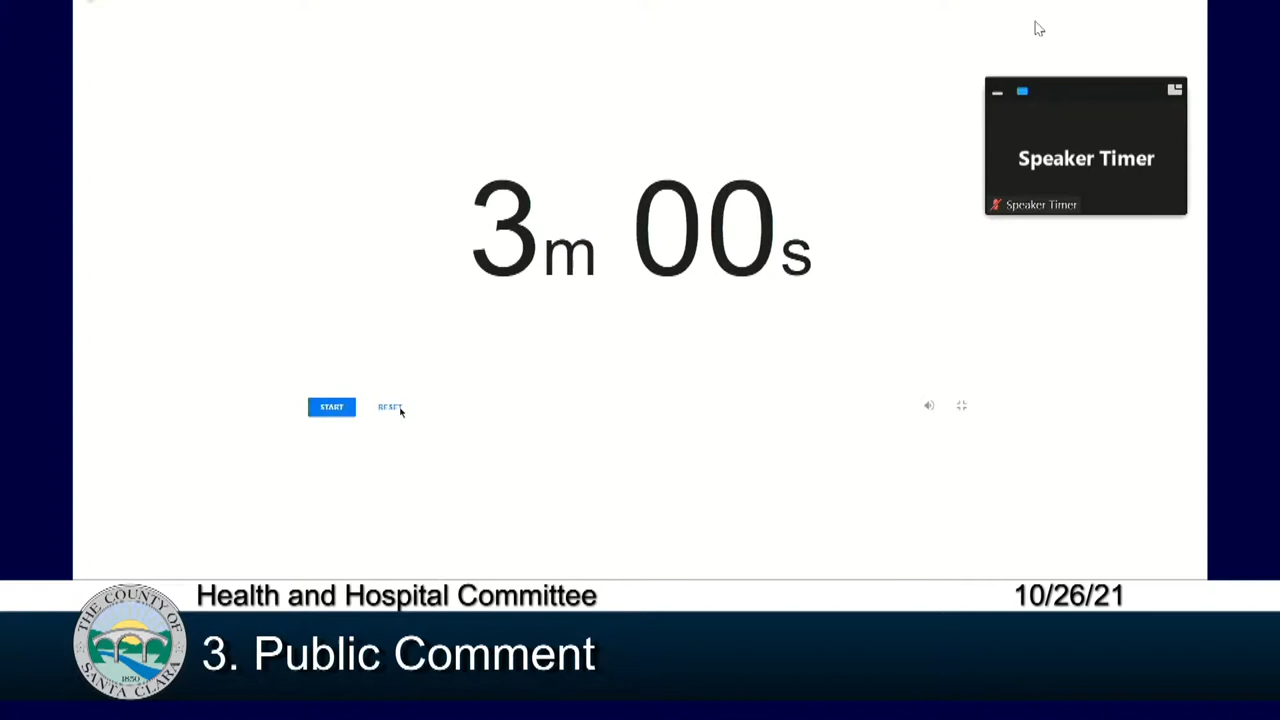 Speaker Timer
Speaker Timer
3m 00s
START
RESET
Health and Hospital Committee
10/26/21
3. Public Comment
THE COUNTY OF
SANTA CLARA
1850